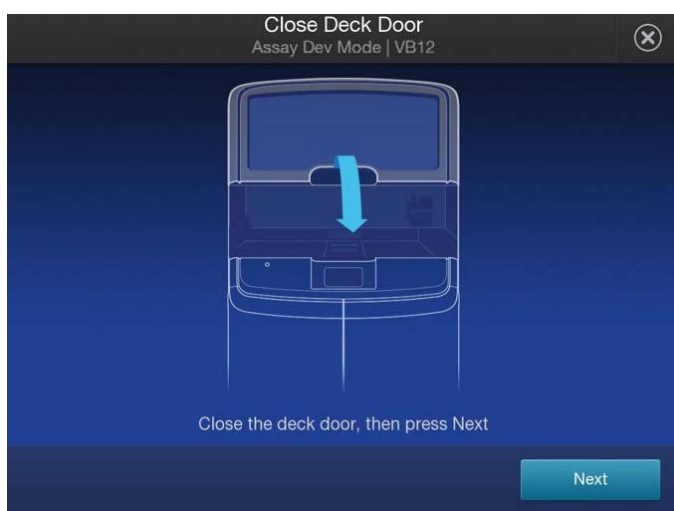 Close Deck Door
Assay Dev Mode | VB12
Close the deck door, then press Next
Next